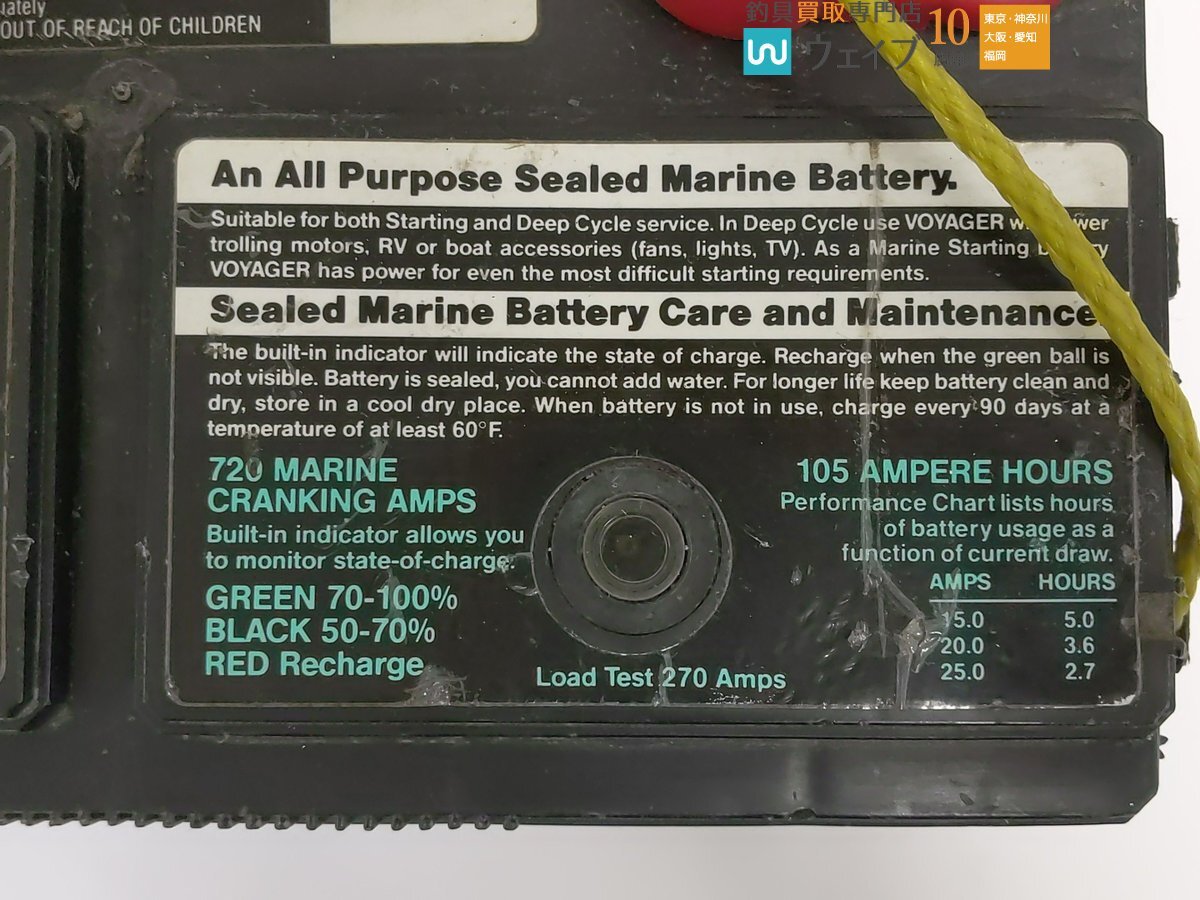 OUT OF REACH OF CHILDREN
釣具買取専門店
ウェイブ 10
東京・神奈川
大阪・愛知
福岡
An All Purpose Sealed Marine Battery.
Suitable for both Starting and Deep Cycle service. In Deep Cycle use VOYAGER
trolling motors, RV or boat accessories (fans, lights, TV). As a Marine Starting
VOYAGER has power for even the most difficult starting requirements.
Sealed Marine Battery Care and Maintenance.
The built-in indicator will indicate the state of charge. Recharge when the green ball is
not visible. Battery is sealed, you cannot add water. For longer life keep battery clean and
dry, store in a cool dry place. When battery is not in use, charge every 90 days at a
temperature of at least 60°F.
720 MARINE
CRANKING AMPS
Built-in indicator allows you
to monitor state-of-charge.
GREEN 70-100%
BLACK 50-70%
RED Recharge
Load Test 270 Amps
105 AMPERE HOURS
Performance Chart lists hours
of battery usage as a
function of current draw.
AMPS HOURS
15.0 5.0
20.0 3.6
25.0 2.7